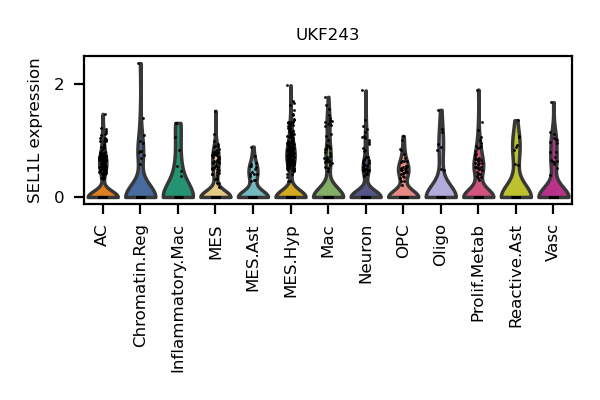 UKF243
SEL1L expression
2
0
AC
Chromatin.Reg
Inflammatory.Mac
MES
MES.Ast
MES.Hyp
Mac
Neuron
OPC
Oligo
Prolif.Metab
Reactive.Ast
Vasc